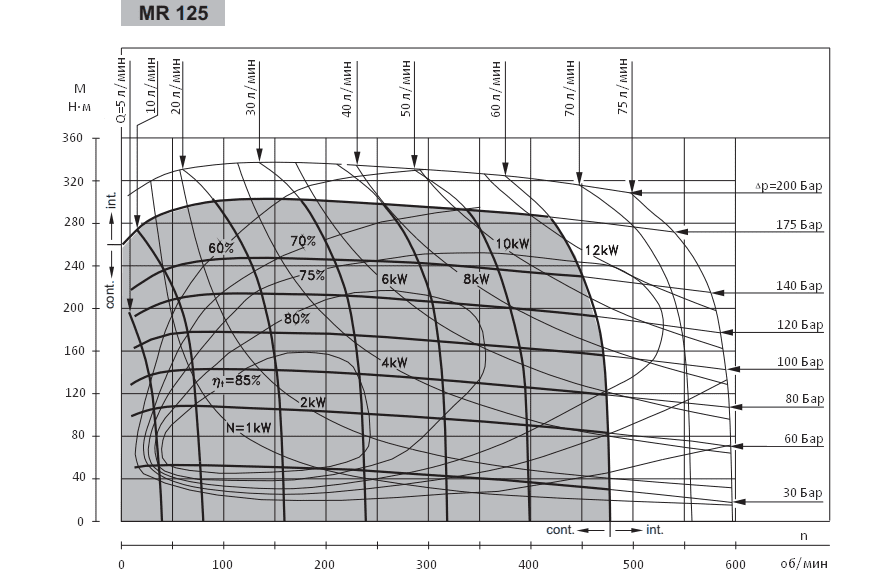 MR 125
Q=5 л/мин
10 л/мин
20 л/мин
30 л/мин
40 л/мин
50 л/мин
60 л/мин
70 л/мин
75 л/мин
M
Н·м
360
320
280
240
200
160
120
80
40
0
int.
cont.
Δp=200 Бар
175 Бар
140 Бар
120 Бар
100 Бар
80 Бар
60 Бар
30 Бар
60%
70%
75%
80%
ηt=85%
10kW
12kW
6kW
8kW
4kW
2kW
N=1kW
cont.
int.
n
0
100
200
300
400
500
600
об/мин